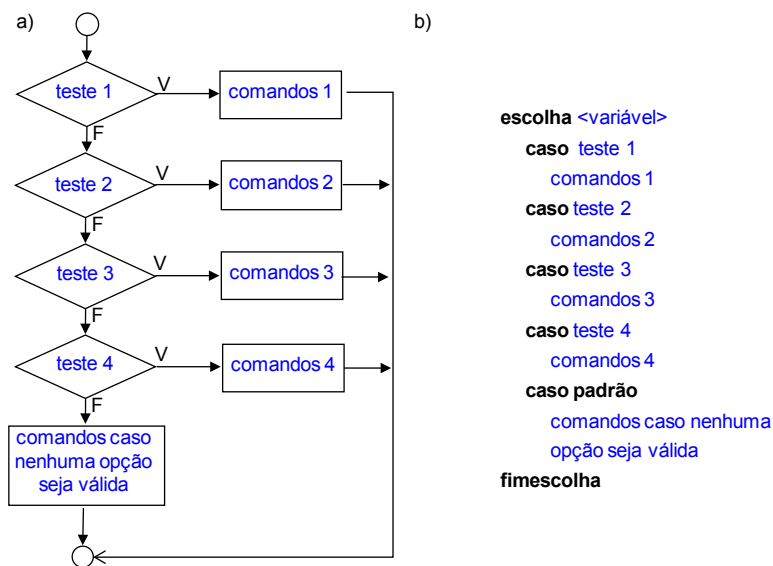 a)
teste 1
V
comandos 1
F
teste 2
V
comandos 2
F
teste 3
V
comandos 3
F
teste 4
V
comandos 4
F
comandos caso
nenhuma opção
seja válida
b)
escolha <variável>
caso teste 1
comandos 1
caso teste 2
comandos 2
caso teste 3
comandos 3
caso teste 4
comandos 4
caso padrão
comandos caso nenhuma
opção seja válida
fimescolha